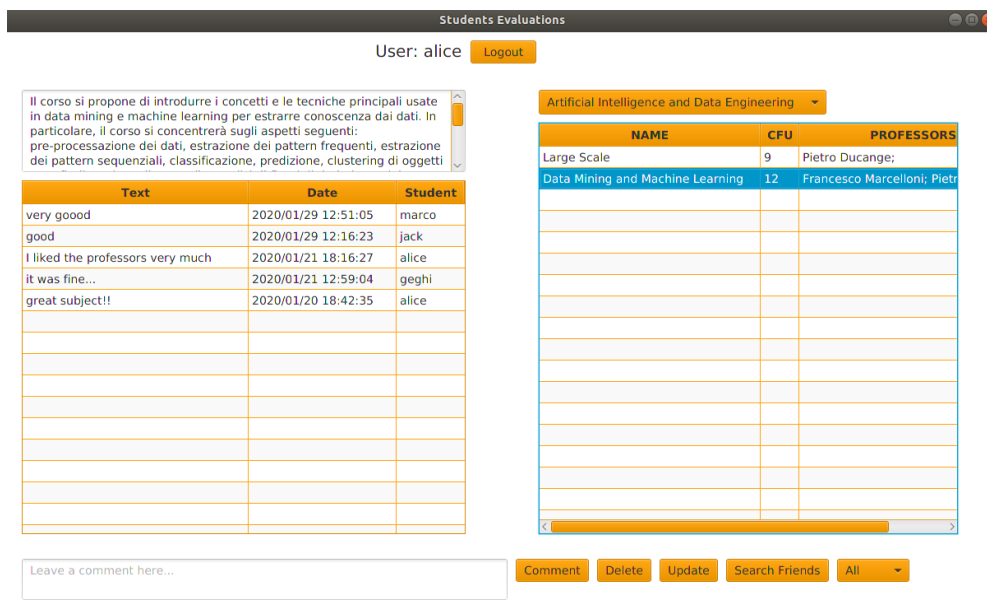 Students Evaluations
User: alice
Logout
Il corso si propone di introdurre i concetti e le tecniche principali usate
in data mining e machine learning per estrarre conoscenza dai dati. In
particolare, il corso si concentrerà sugli aspetti seguenti:
pre-processazione dei dati, estrazione dei pattern frequenti, estrazione
dei pattern sequenziali, classificazione, predizione, clustering di oggetti
Text Date Student
very goood 2020/01/29 12:51:05 marco
good 2020/01/29 12:16:23 jack
I liked the professors very much 2020/01/21 18:16:27 alice
it was fine... 2020/01/21 12:59:04 geghi
great subject!! 2020/01/20 18:42:35 alice
Artificial Intelligence and Data Engineering
NAME CFU PROFESSORS
Large Scale 9 Pietro Ducange;
Data Mining and Machine Learning 12 Francesco Marcelloni; Pietr
Leave a comment here...
Comment Delete Update Search Friends All